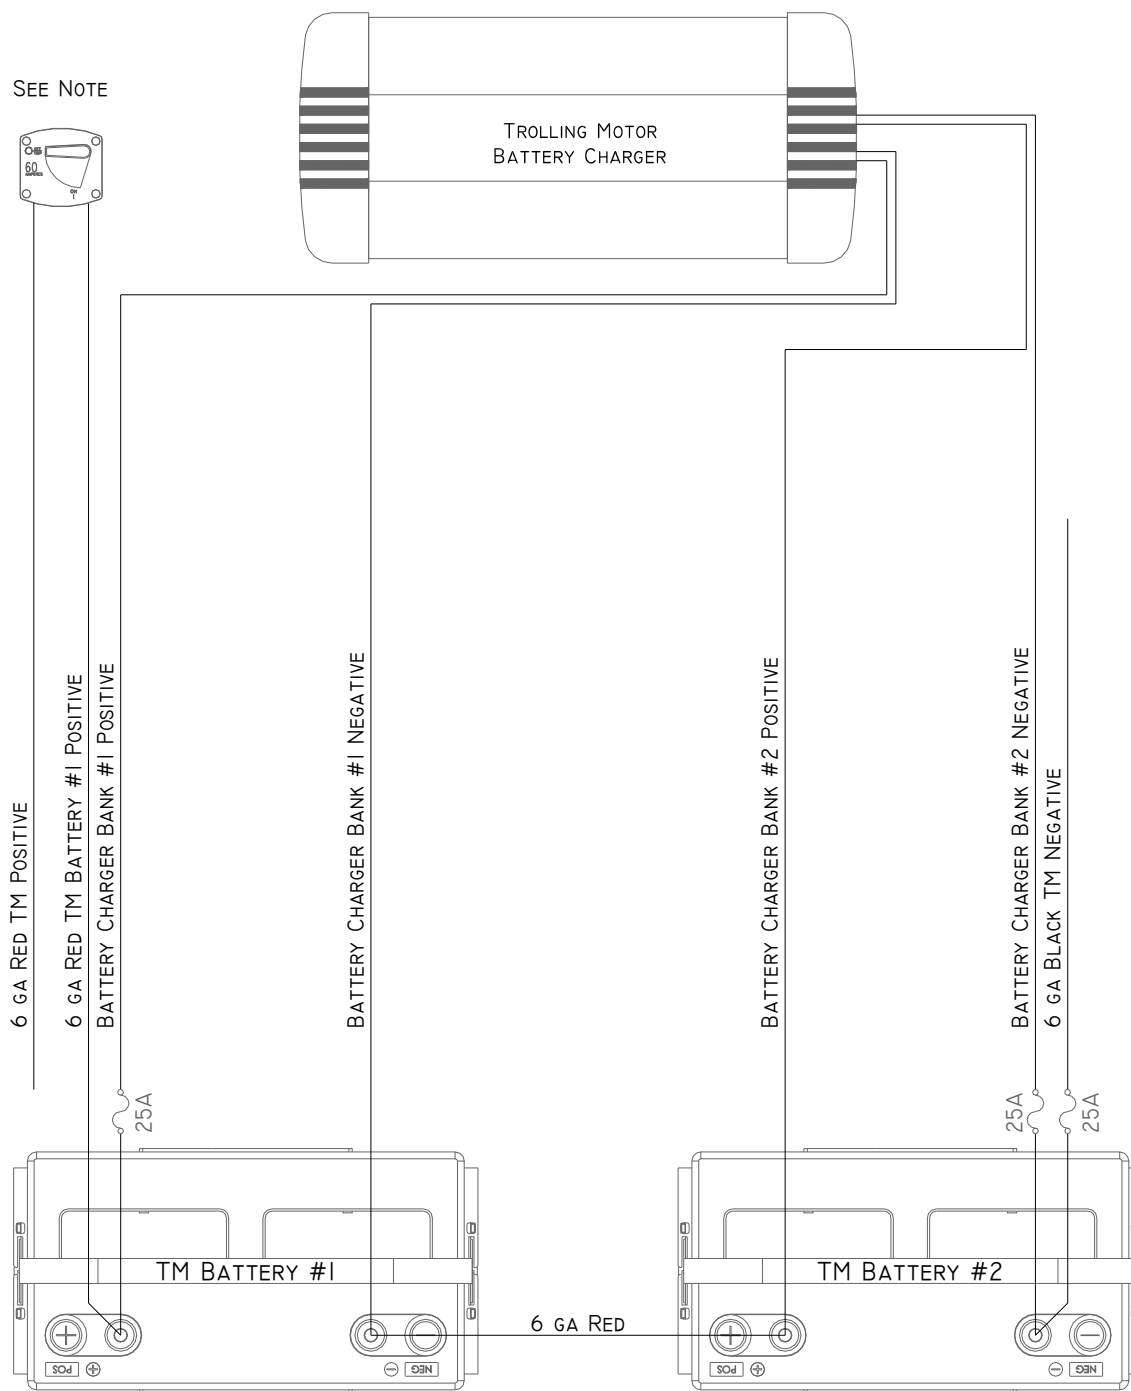 SEE NOTE
60
AMPERES
ON
TROLLING MOTOR
BATTERY CHARGER
6 GA RED TM POSITIVE
6 GA RED TM BATTERY #1 POSITIVE
BATTERY CHARGER BANK #1 POSITIVE
BATTERY CHARGER BANK #1 NEGATIVE
BATTERY CHARGER BANK #2 POSITIVE
BATTERY CHARGER BANK #2 NEGATIVE
6 GA BLACK TM NEGATIVE
25A
25A
25A
TM BATTERY #1
TM BATTERY #2
6 GA RED
POS
NEG
POS
NEG